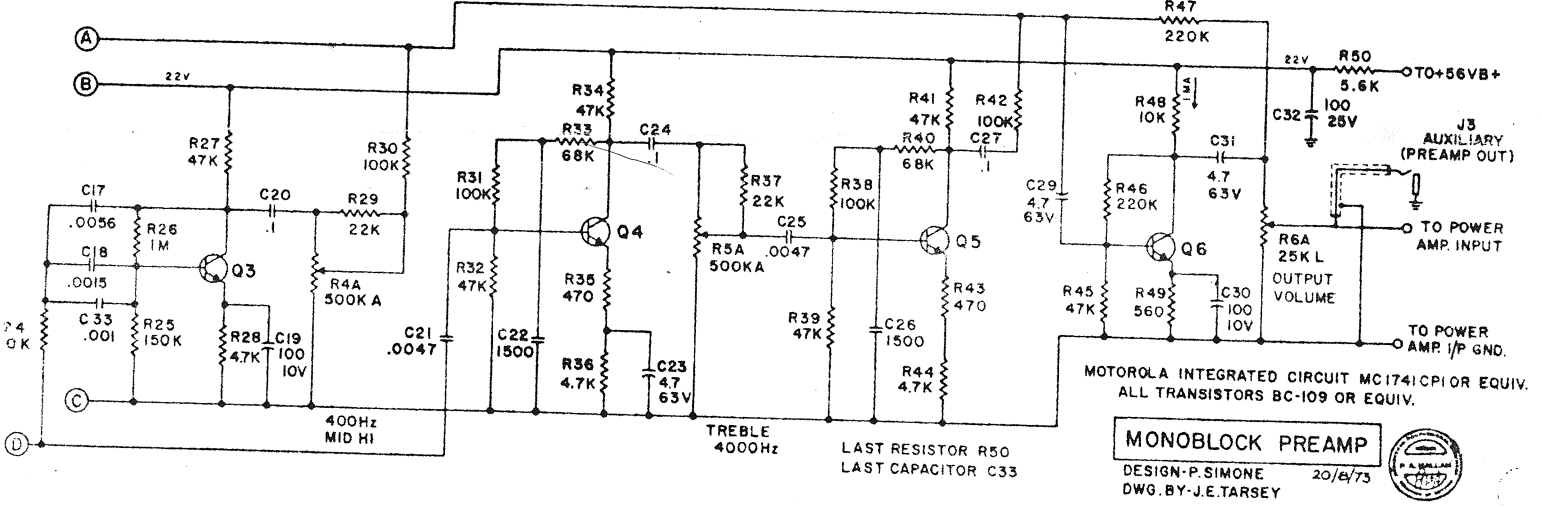 A
B
22V
R47
220K
22V
R50
5.6K
TO+56VB+
C32
100
25V
R34
47K
R41
47K
R42
100K
1MA
R48
10K
J3
AUXILIARY
(PREAMP OUT)
R27
47K
R30
100K
R33
68K
C24
.1
R40
68K
C27
.1
C31
4.7
63V
R31
100K
R37
22K
R38
100K
C29
4.7
63V
R46
220K
C17
.0056
C20
.1
R29
22K
R26
1M
C18
.0015
Q3
R4A
500KA
Q4
R5A
500KA
C25
.0047
Q5
Q6
R6A
25KL
OUTPUT
VOLUME
TO POWER
AMP. INPUT
R32
47K
R35
470
R43
470
R45
47K
R49
560
C30
100
10V
C33
.001
R25
150K
R28
4.7K
C19
100
10V
C21
.0047
C22
1500
R39
47K
C26
1500
R36
4.7K
C23
4.7
63V
R44
4.7K
TO POWER
AMP. I/P GND.
C
D
400Hz
MID HI
TREBLE
4000Hz
LAST RESISTOR R50
LAST CAPACITOR C33
MOTOROLA INTEGRATED CIRCUIT MC1741CP1 OR EQUIV.
ALL TRANSISTORS BC-109 OR EQUIV.
MONOBLOCK PREAMP
DESIGN-P.SIMONE
20/8/73
DWG.BY-J.E.TARSEY